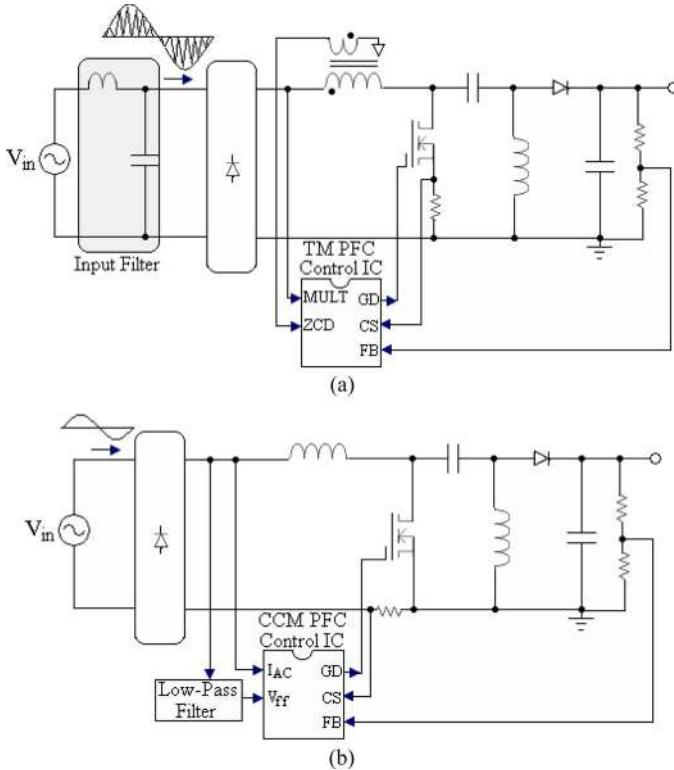 Vin
Input Filter
TM PFC
Control IC
MULT
GD
ZCD
CS
FB
(a)
Vin
CCM PFC
Control IC
IAC
GD
Low-Pass
Filter
Vff
CS
FB
(b)